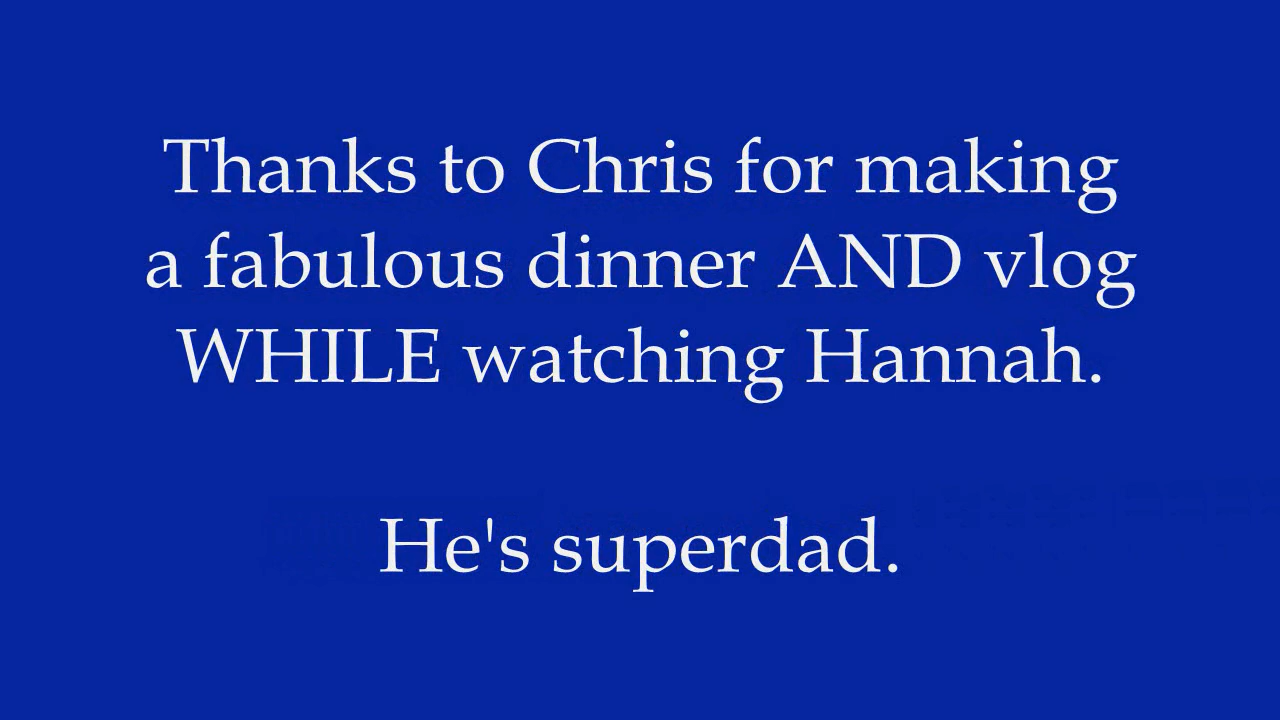 Thanks to Chris for making
a fabulous dinner AND vlog
WHILE watching Hannah.
He's superdad.